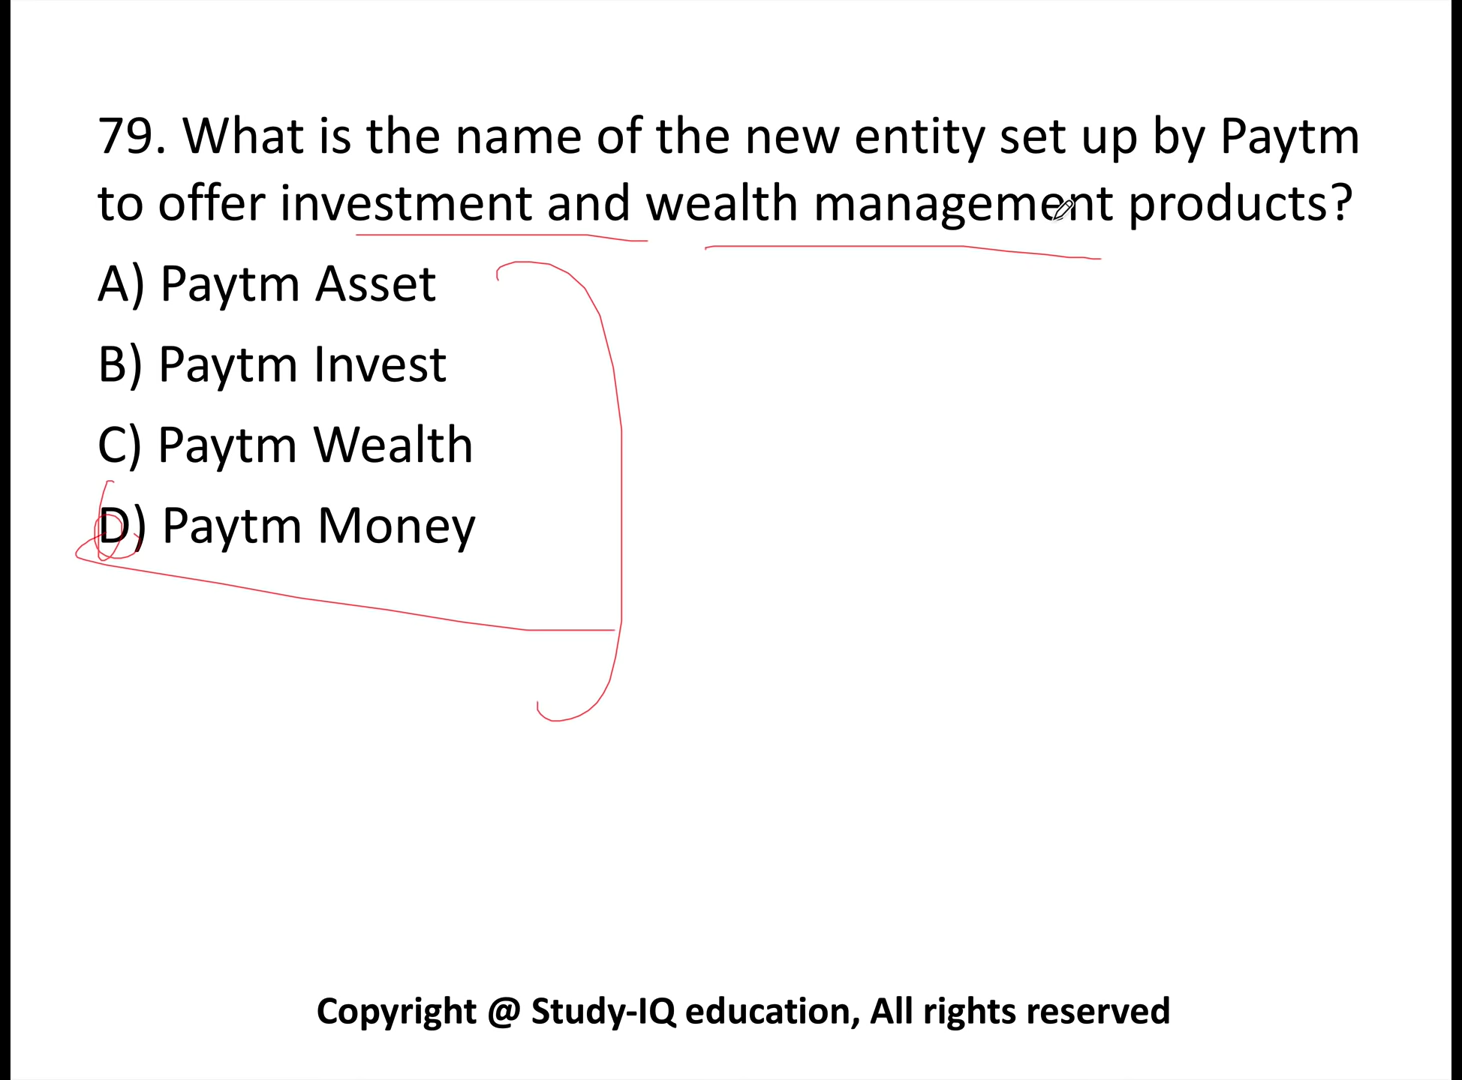 79. What is the name of the new entity set up by Paytm
to offer investment and wealth management products?
A) Paytm Asset
B) Paytm Invest
C) Paytm Wealth
D) Paytm Money
Copyright @ Study-IQ education, All rights reserved